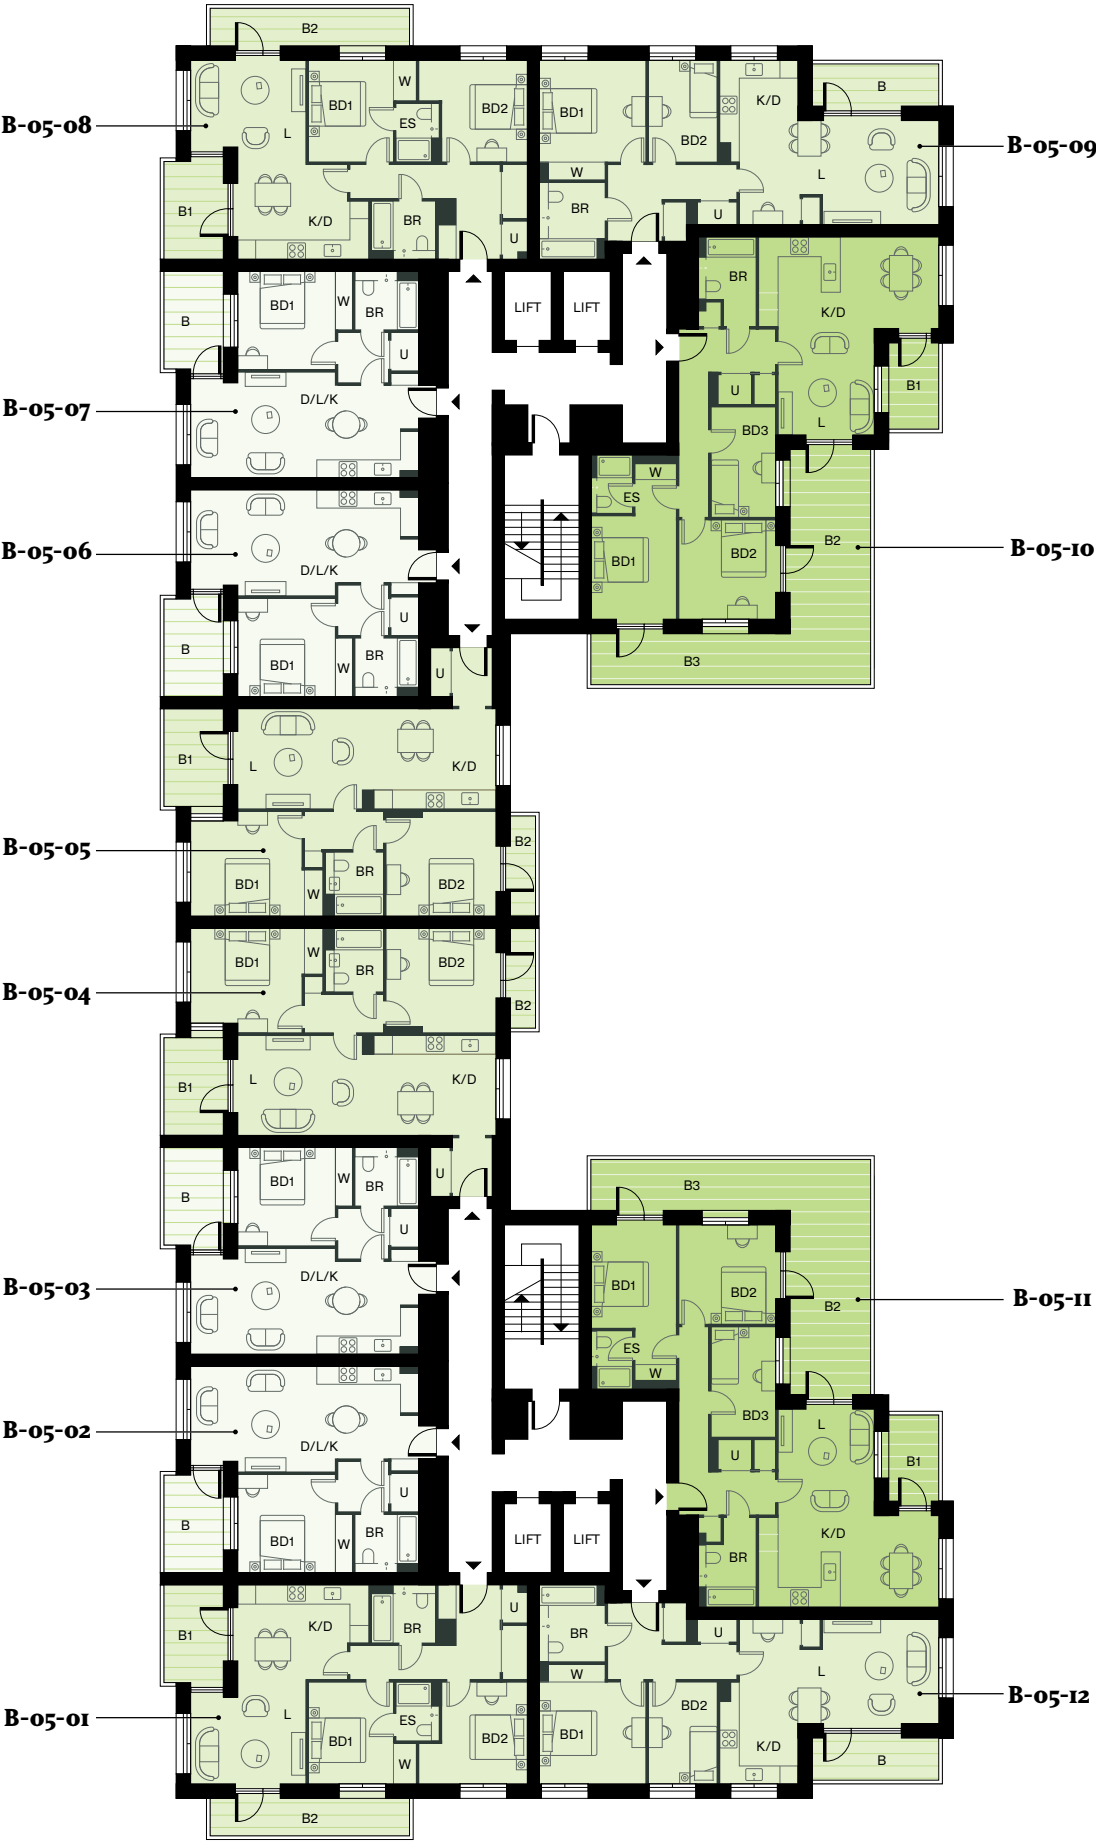 B2
B-05-08
BD1
W
ES
BD2
L
B1
K/D
BR
U
BD1
BD2
K/D
B
B-05-09
L
W
BR
U
B
BD1
W
BR
U
LIFT
LIFT
B-05-07
D/L/K
BR
K/D
B1
L
U
BD3
W
ES
BD1
BD2
B2
B-05-10
B3
B-05-06
D/L/K
U
B
BD1
W
BR
U
B1
L
K/D
B-05-05
BD1
W
BR
BD2
B2
B-05-04
BD1
W
BR
BD2
B2
B1
L
K/D
B
BD1
W
BR
U
U
B-05-03
D/L/K
B3
BD1
BD2
B2
B-05-11
ES
W
BD3
L
U
B1
K/D
BR
B-05-02
D/L/K
U
B
BD1
W
BR
LIFT
LIFT
B1
K/D
BR
U
B-05-01
L
BD1
ES
W
BD2
B2
BR
W
U
BD1
BD2
L
K/D
B
B-05-12